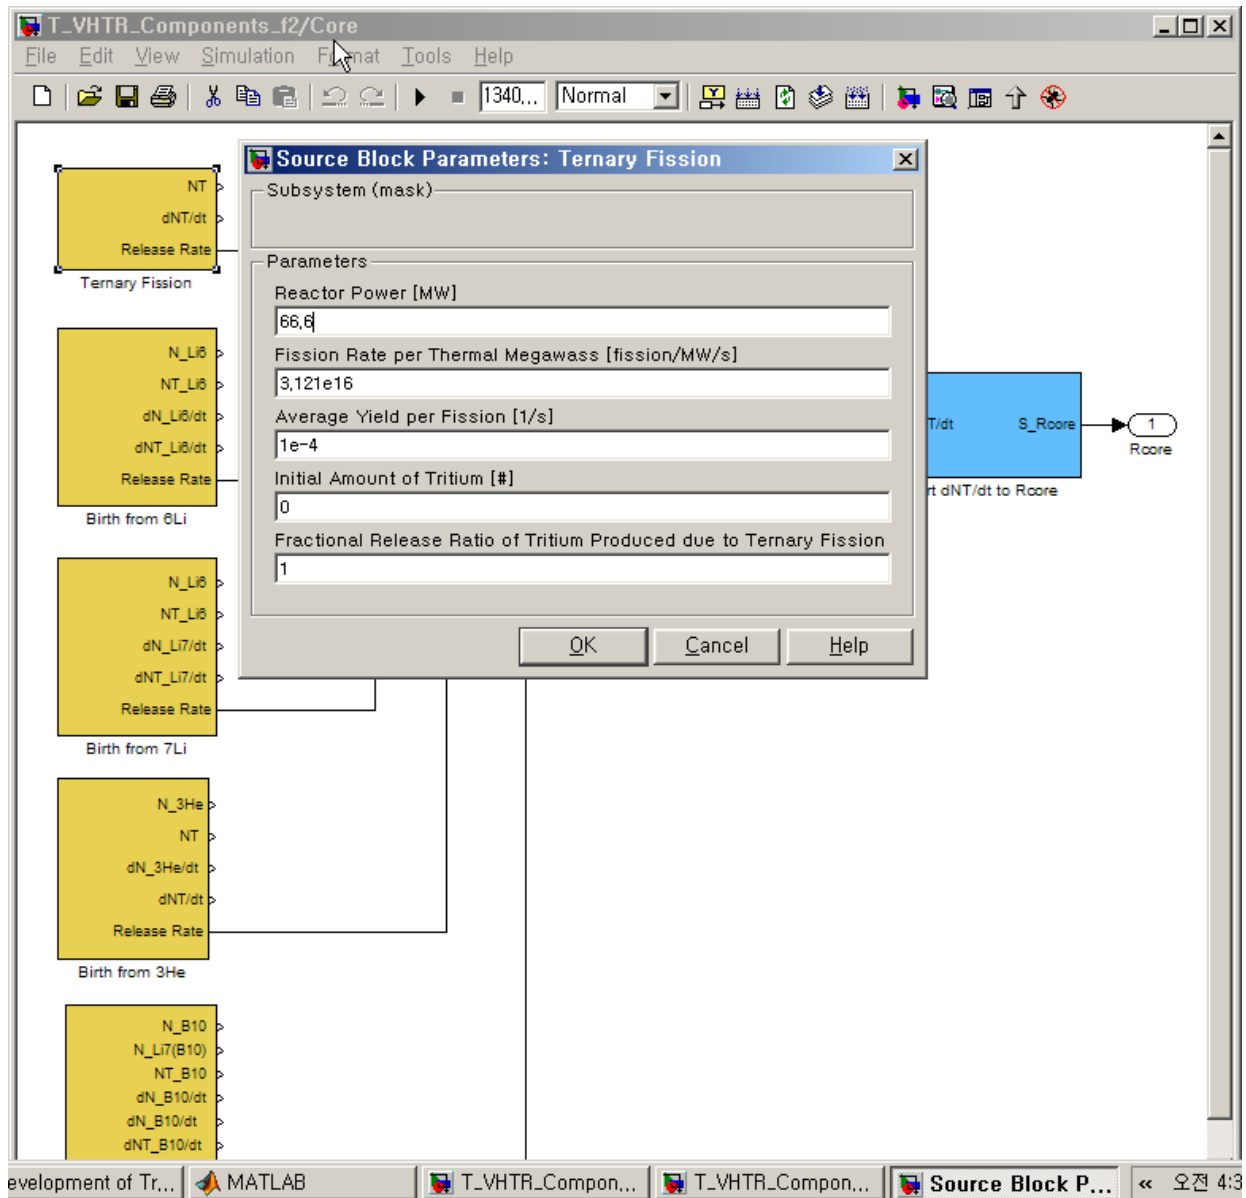 T_VHTR_Components_f2/Core
File Edit View Simulation Format Tools Help
1340,.. Normal
Source Block Parameters: Ternary Fission
Subsystem (mask)
Parameters
Reactor Power [MW]
66,6
Fission Rate per Thermal Megawass [fission/MW/s]
3,121e16
Average Yield per Fission [1/s]
1e-4
Initial Amount of Tritium [#]
0
Fractional Release Ratio of Tritium Produced due to Ternary Fission
1
OK Cancel Help
NT
dNT/dt
Release Rate
Ternary Fission
N_Li6
NT_Li6
dN_Li6/dt
dNT_Li6/dt
Release Rate
Birth from 6Li
N_Li6
NT_Li6
dN_Li7/dt
dNT_Li7/dt
Release Rate
Birth from 7Li
N_3He
NT
dN_3He/dt
dNT/dt
Release Rate
Birth from 3He
N_B10
N_Li7(B10)
NT_B10
dN_B10/dt
dN_B10/dt
dNT_B10/dt
T/dt S_Rcore
1
Rcore
rt dNT/dt to Rcore
evelopment of Tr,,, MATLAB T_VHTR_Compon,,, T_VHTR_Compon,,, Source Block P... « 오전 4:3